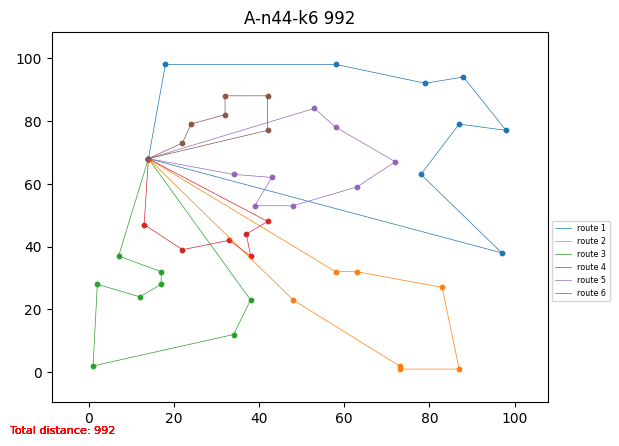 A-n44-k6 992
100
80
60
40
20
0
0 20 40 60 80 100
route 1
route 2
route 3
route 4
route 5
route 6
Total distance: 992